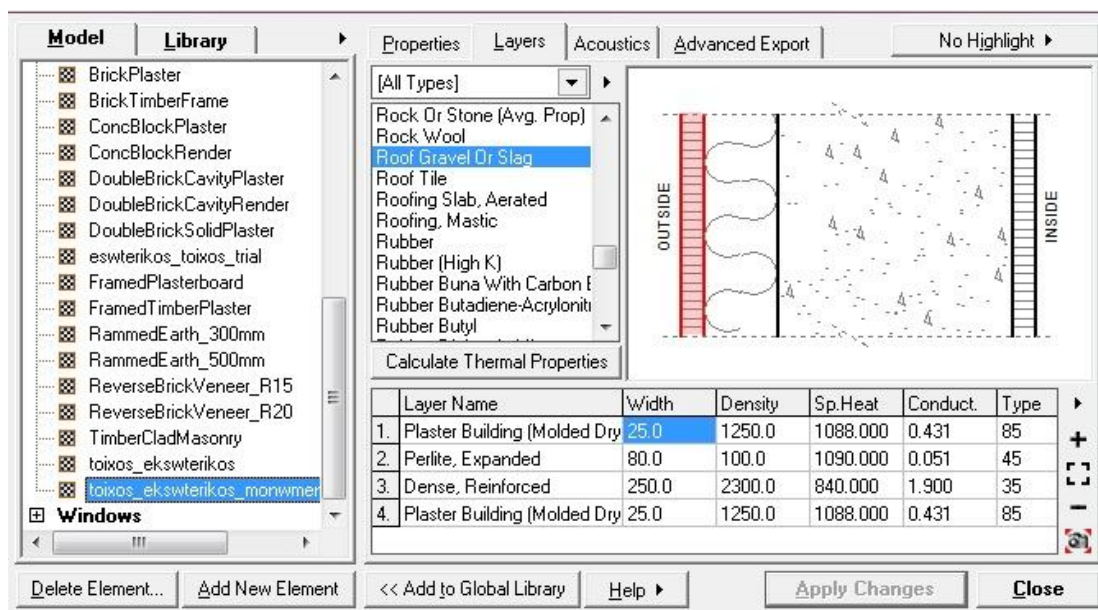 Model
Library
BrickPlaster
BrickTimberFrame
ConcBlockPlaster
ConcBlockRender
DoubleBrickCavityPlaster
DoubleBrickCavityRender
DoubleBrickSolidPlaster
eswterikos_toixos_trial
FramedPlasterboard
FramedTimberPlaster
RammedEarth_300mm
RammedEarth_500mm
ReverseBrickVeneer_R15
ReverseBrickVeneer_R20
TimberCladMasonry
toixos_ekswterikos
toixos_ekswterikos_monwmer
Windows
Delete Element...
Add New Element
Properties
Layers
Acoustics
Advanced Export
No Highlight
[All Types]
Rock Or Stone (Avg. Prop)
Rock Wool
Roof Gravel Or Slag
Roof Tile
Roofing Slab, Aerated
Roofing, Mastic
Rubber
Rubber (High K)
Rubber Buna With Carbon
Rubber Butadiene-Acrylonit
Rubber Butyl
Calculate Thermal Properties
OUTSIDE
INSIDE
Layer Name Width Density Sp.Heat Conduct. Type
1. Plaster Building (Molded Dry 25.0 1250.0 1088.000 0.431 85
2. Perlite, Expanded 80.0 100.0 1090.000 0.051 45
3. Dense, Reinforced 250.0 2300.0 840.000 1.900 35
4. Plaster Building (Molded Dry 25.0 1250.0 1088.000 0.431 85
<< Add to Global Library
Help
Apply Changes
Close